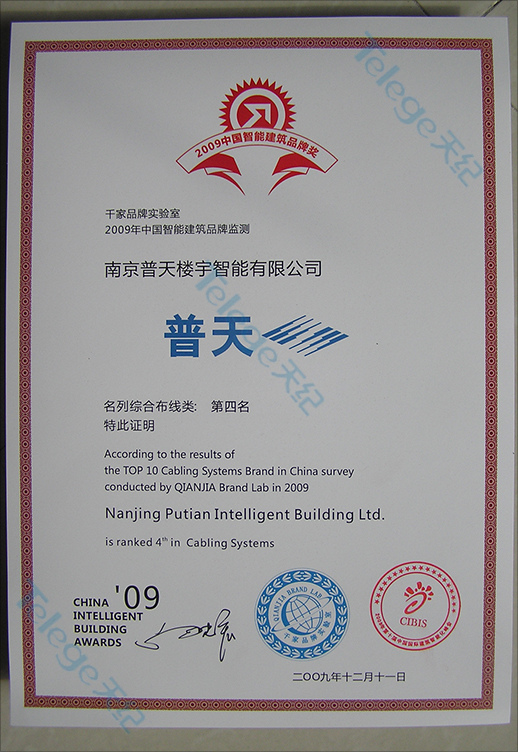 2009中国智能建筑品牌奖
千家品牌实验室
2009年中国智能建筑品牌监测
南京普天楼宇智能有限公司
普天
名列综合布线类: 第四名
特此证明
According to the results of
the TOP 10 Cabling Systems Brand in China survey
conducted by QIANJIA Brand Lab in 2009
Nanjing Putian Intelligent Building Ltd.
is ranked 4th in Cabling Systems
CHINA '09
INTELLIGENT
BUILDING
AWARDS
QIANJIA BRAND LAB
千家品牌实验室
CIBIS
二〇〇九年十二月十一日
Telege天纪
Telege天纪
Telege天纪